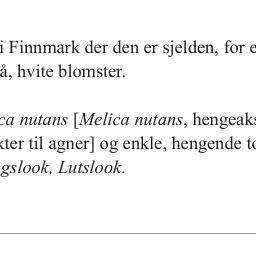 i Finnmark der den er sjelden, for e
å, hvite blomster.
ca nutans [Melica nutans, hengeaks
kter til agner] og enkle, hengende to
gslook, Lutslook.